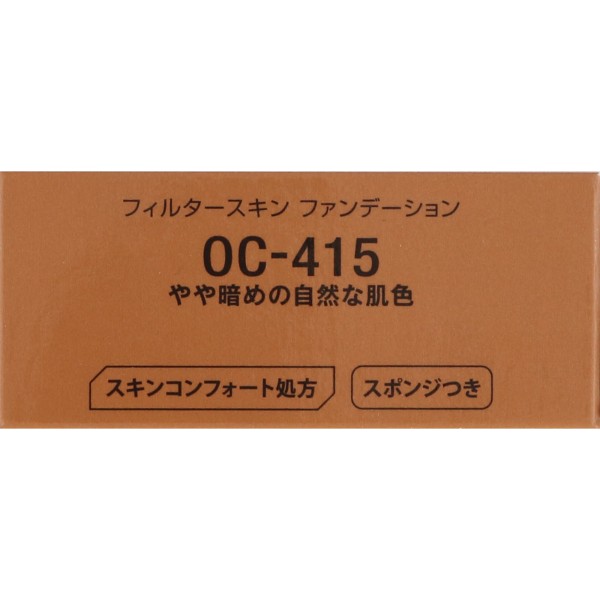 フィルタースキン ファンデーション
OC-415
やや暗めの自然な肌色
スキンコンフォート処方 スポンジつき